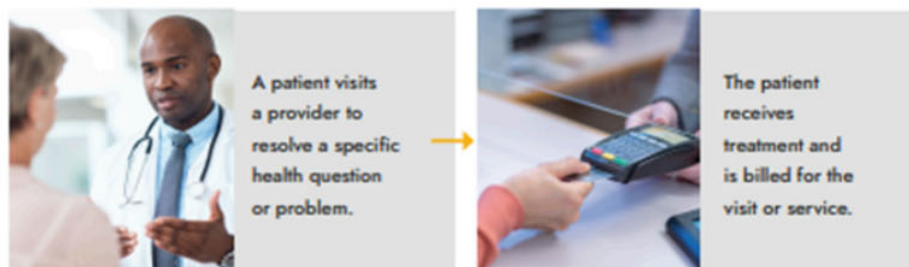 A patient visits
a provider to
resolve a specific
health question
or problem.
The patient
receives
treatment and
is billed for the
visit or service.